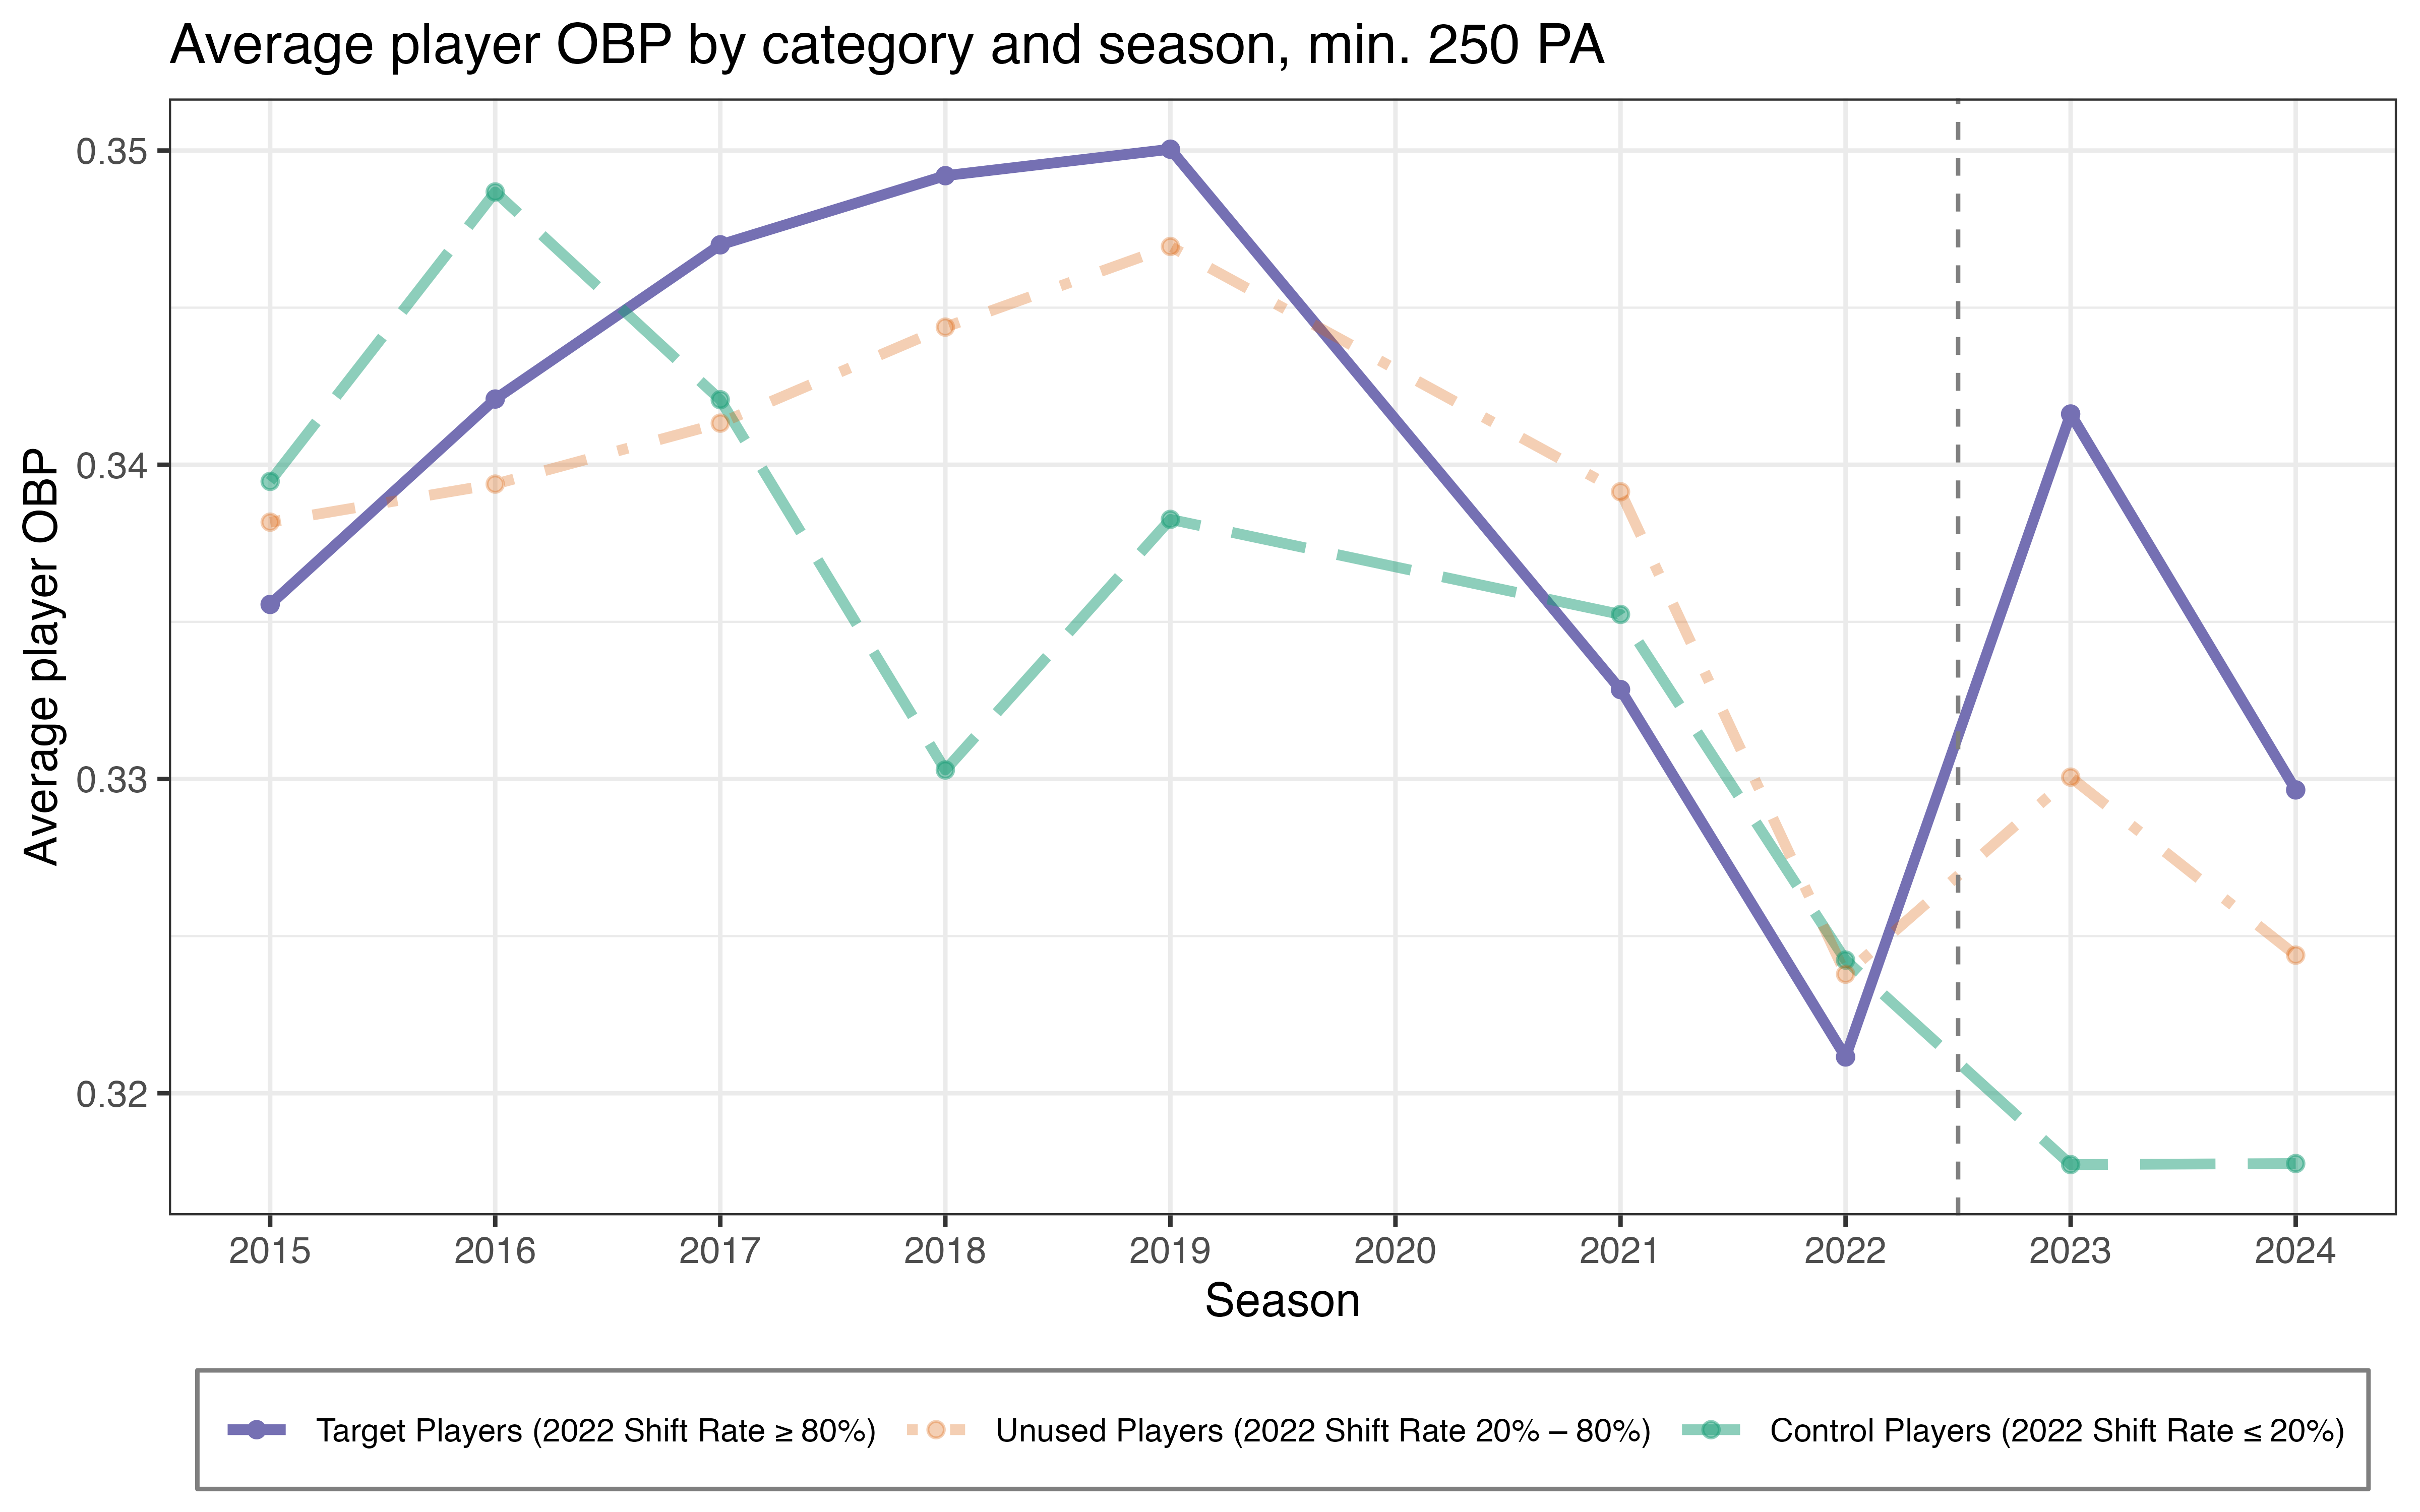 Average player OBP by category and season, min. 250 PA
0.35
0.34
0.33
0.32
Average player OBP
2015 2016 2017 2018 2019 2020 2021 2022 2023 2024
Season
Target Players (2022 Shift Rate ≥ 80%) Unused Players (2022 Shift Rate 20% – 80%) Control Players (2022 Shift Rate ≤ 20%)